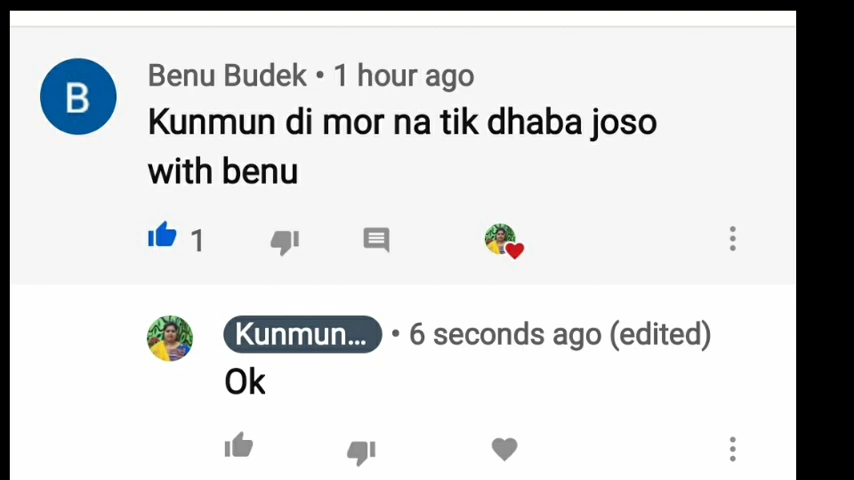 B
Benu Budek • 1 hour ago
Kunmun di mor na tik dhaba joso
with benu
1
Kunmun... • 6 seconds ago (edited)
Ok